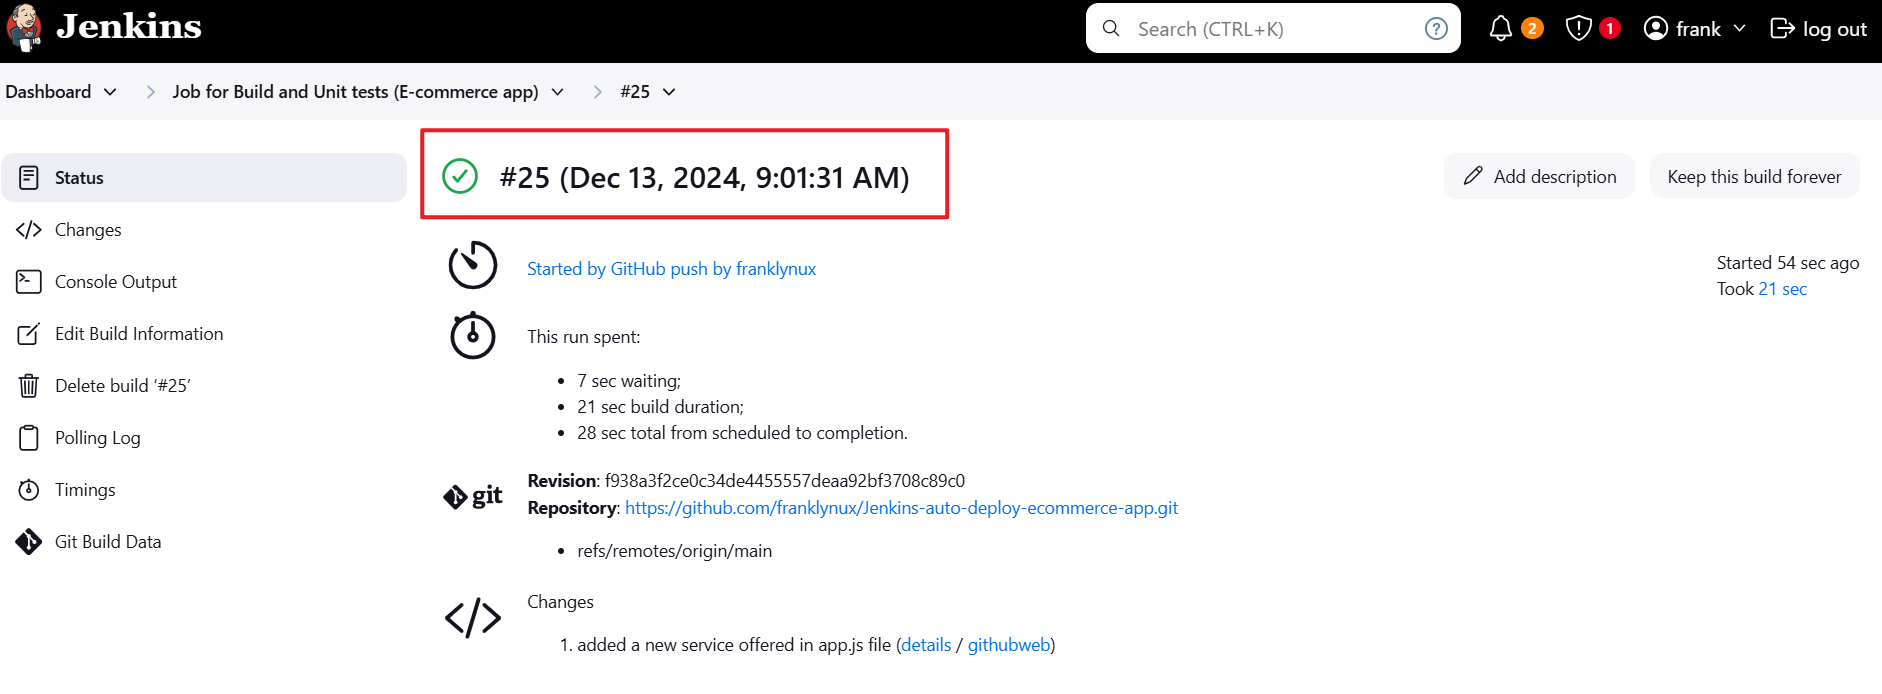 Jenkins
Search (CTRL+K)
?
2
1
frank
log out
Dashboard
Job for Build and Unit tests (E-commerce app)
#25
Status
Changes
Console Output
Edit Build Information
Delete build ‘#25’
Polling Log
Timings
Git Build Data
#25 (Dec 13, 2024, 9:01:31 AM)
Add description
Keep this build forever
Started 54 sec ago
Took 21 sec
Started by GitHub push by franklynux
This run spent:
• 7 sec waiting;
• 21 sec build duration;
• 28 sec total from scheduled to completion.
git
Revision: f938a3f2ce0c34de4455557deaa92bf3708c89c0
Repository: https://github.com/franklynux/Jenkins-auto-deploy-ecommerce-app.git
• refs/remotes/origin/main
Changes
1. added a new service offered in app.js file (details / githubweb)